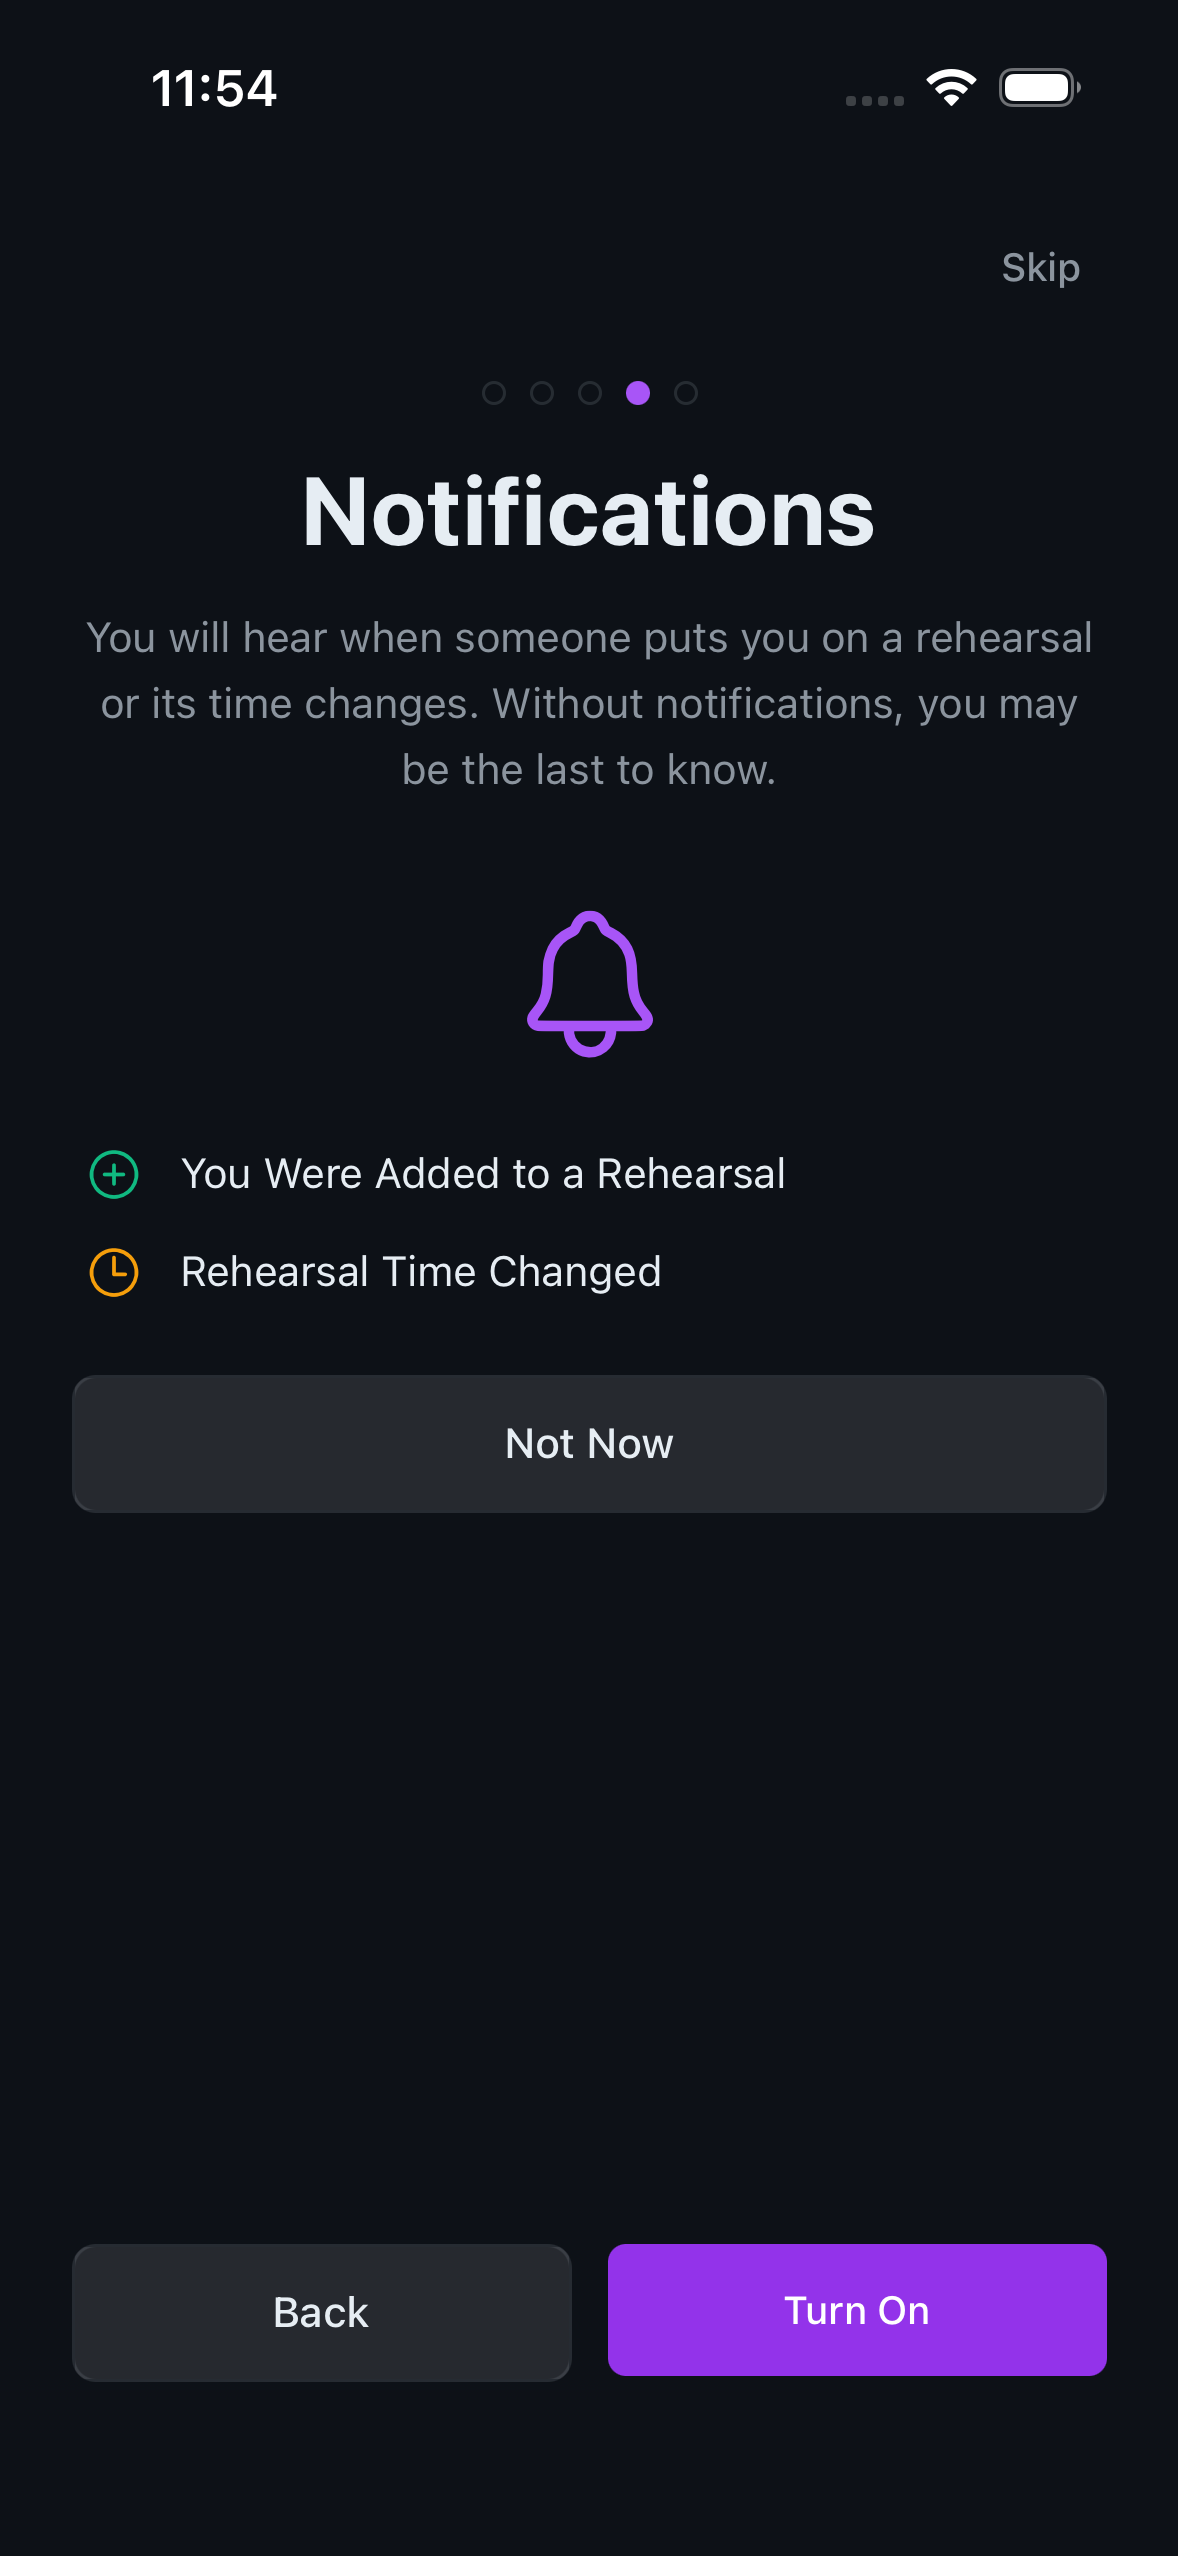 11:54
Skip
Notifications
You will hear when someone puts you on a rehearsal
or its time changes. Without notifications, you may
be the last to know.
You Were Added to a Rehearsal
Rehearsal Time Changed
Not Now
Back
Turn On